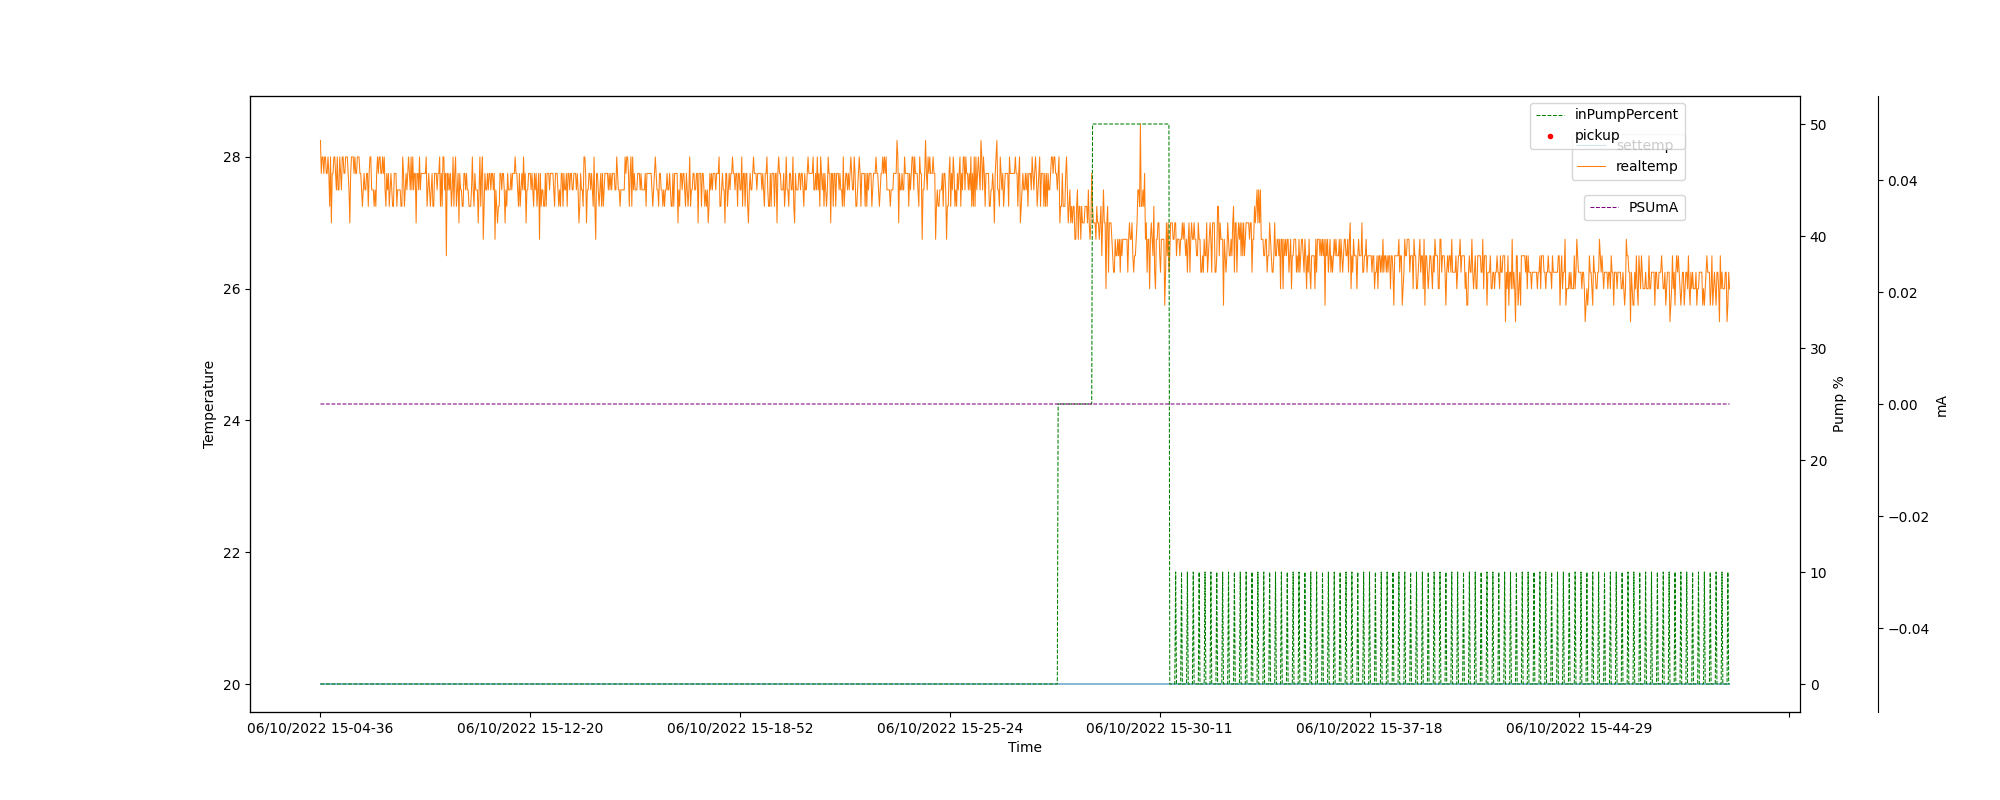 inPumpPercent
pickup
settemp
realtemp
PSUmA
28
26
24
22
20
Temperature
50
40
30
20
10
0
Pump %
0.04
0.02
0.00
−0.02
−0.04
mA
06/10/2022 15-04-36
06/10/2022 15-12-20
06/10/2022 15-18-52
06/10/2022 15-25-24
06/10/2022 15-30-11
06/10/2022 15-37-18
06/10/2022 15-44-29
Time